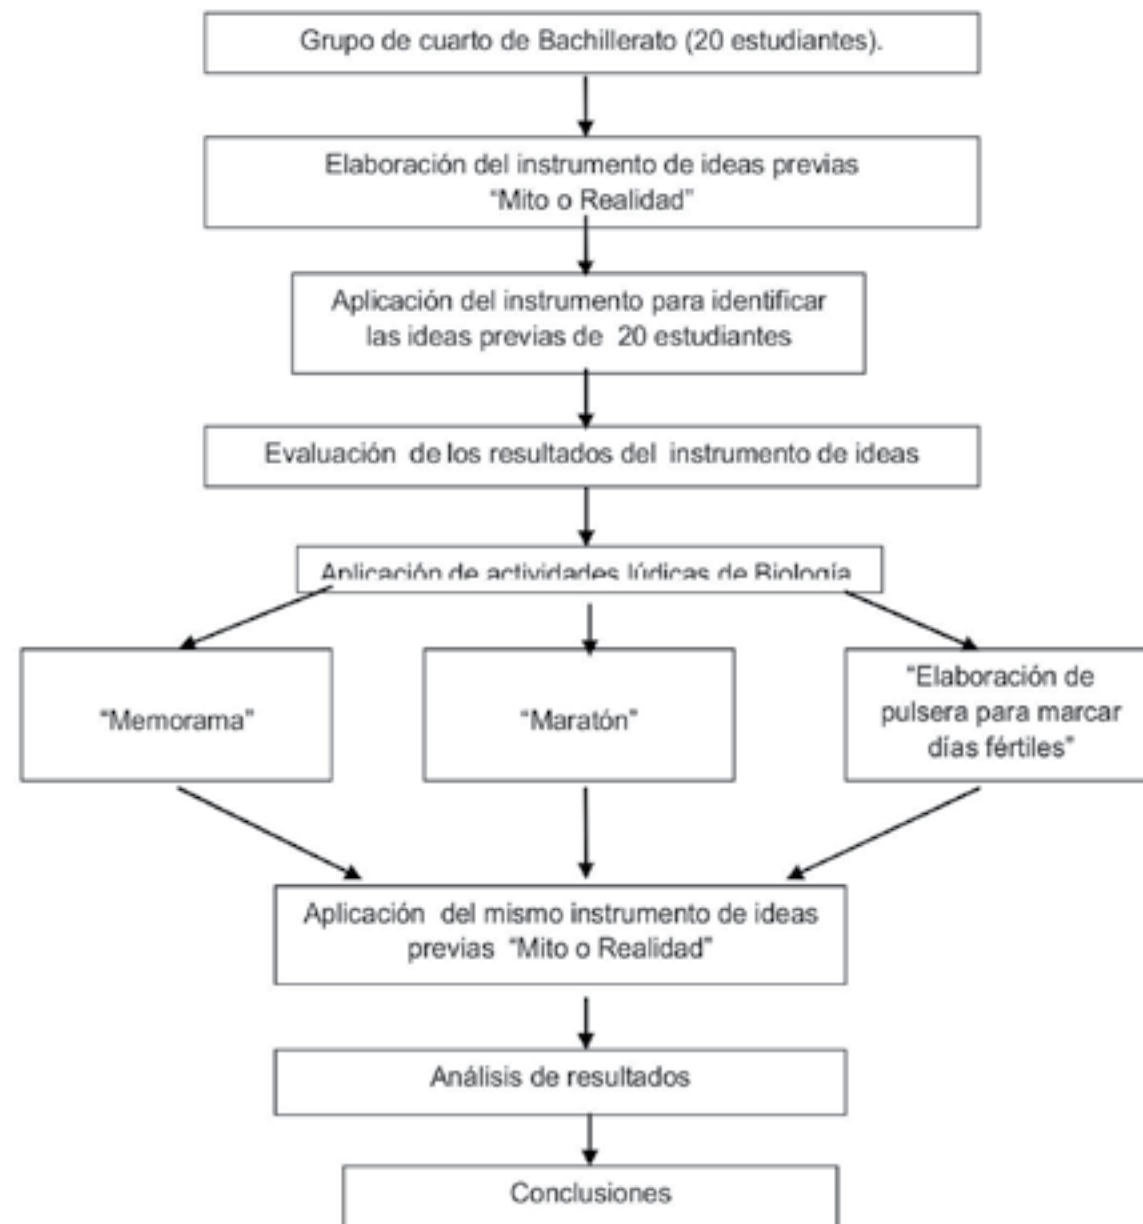 Grupo de cuarto de Bachillerato (20 estudiantes).
Elaboración del instrumento de ideas previas
“Mito o Realidad”
Aplicación del instrumento para identificar
las ideas previas de 20 estudiantes
Evaluación de los resultados del instrumento de ideas
Aplicación de actividades lúdicas de Biología
“Memorama”
“Maratón”
“Elaboración de
pulsera para marcar
días fértiles”
Aplicación del mismo instrumento de ideas
previas “Mito o Realidad”
Análisis de resultados
Conclusiones